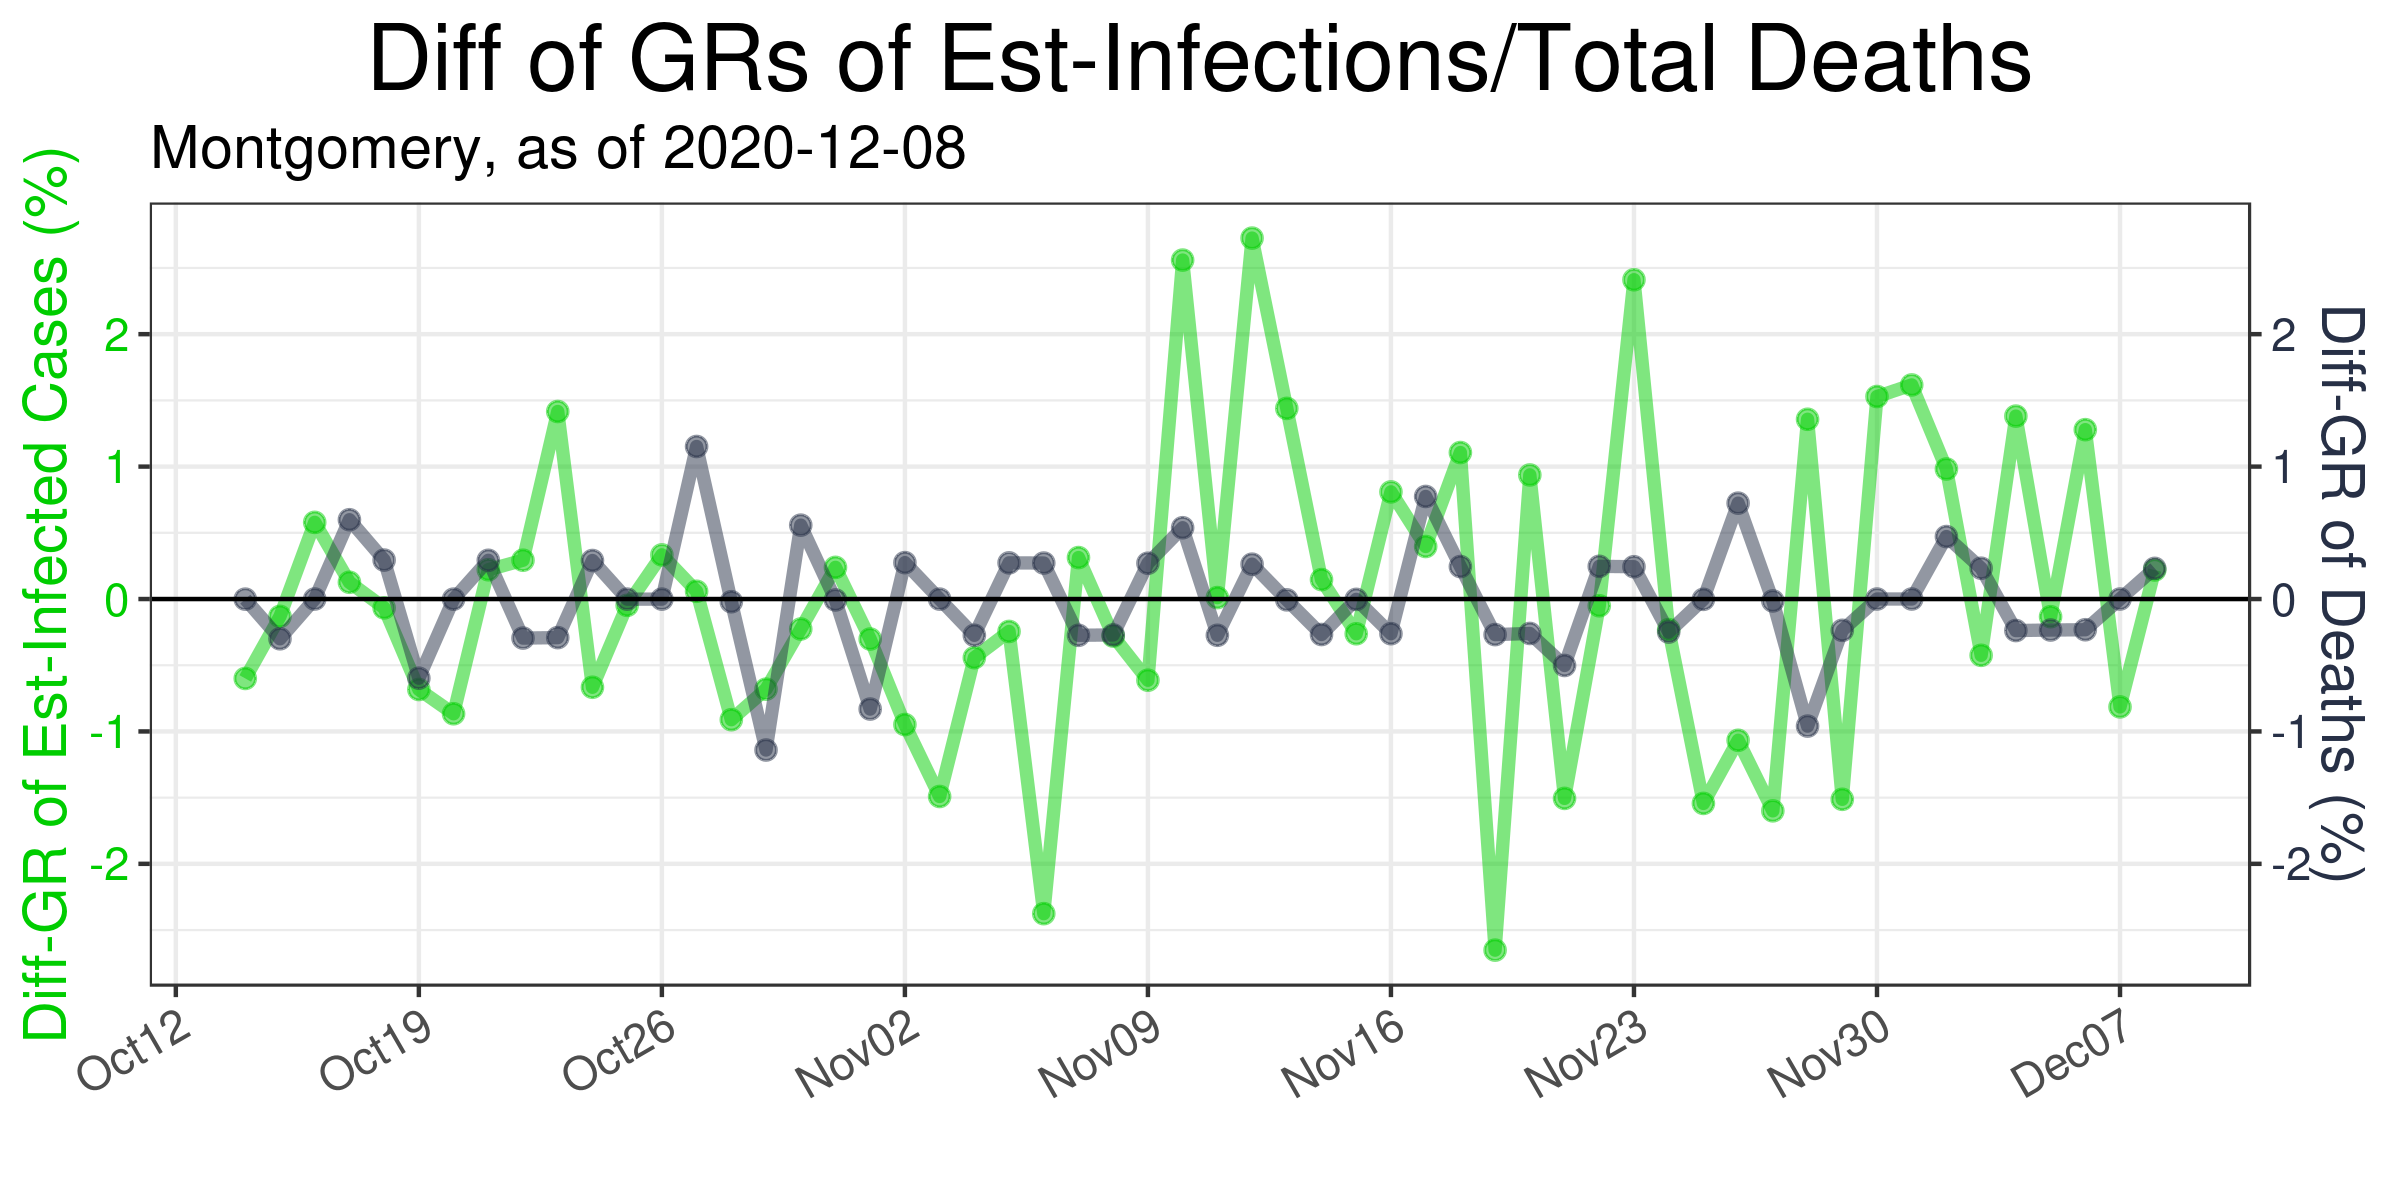 Diff of GRs of Est-Infections/Total Deaths
Montgomery, as of 2020-12-08
Diff-GR of Est-Infected Cases (%)
2
1
0
-1
-2
2
1
0
-1
-2
Diff-GR of Deaths (%)
Oct12
Oct19
Oct26
Nov02
Nov09
Nov16
Nov23
Nov30
Dec07